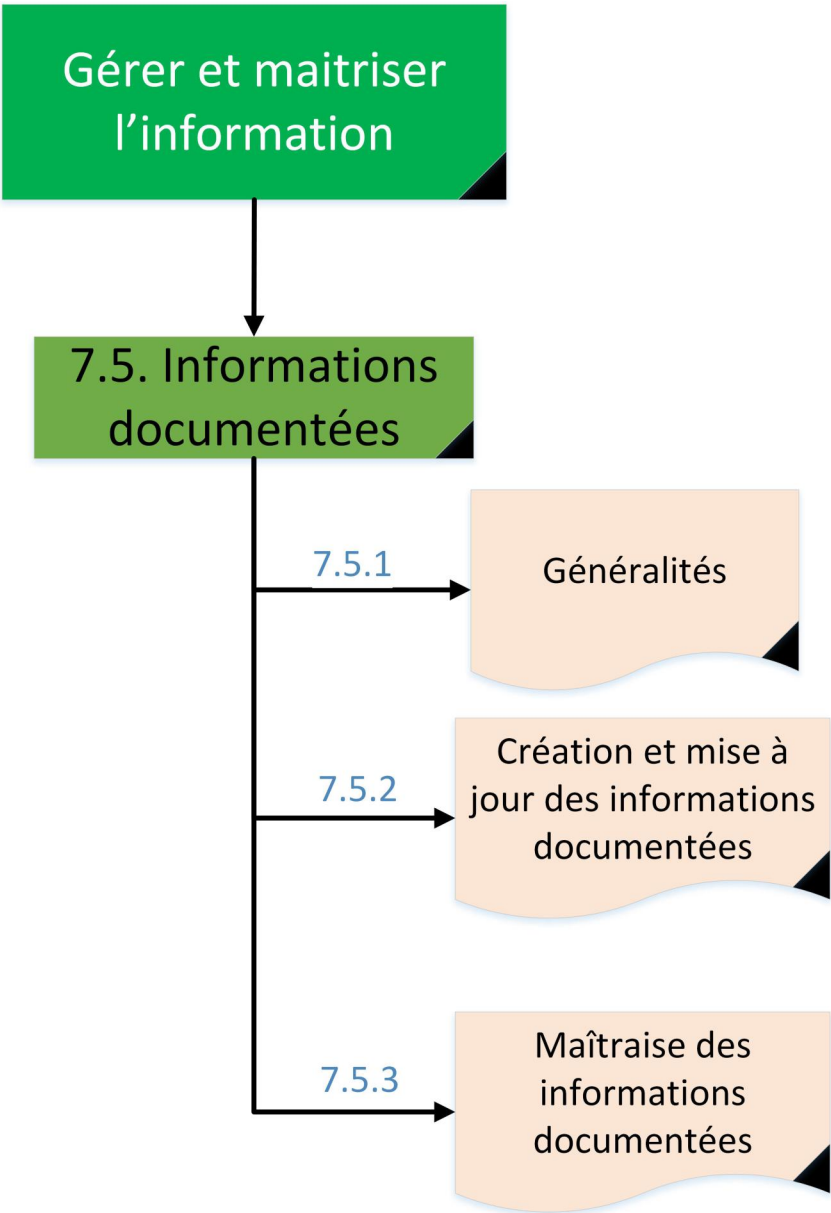 Gérer et maitriser
l’information
7.5. Informations
documentées
7.5.1
Généralités
7.5.2
Création et mise à
jour des informations
documentées
7.5.3
Maîtraise des
informations
documentées